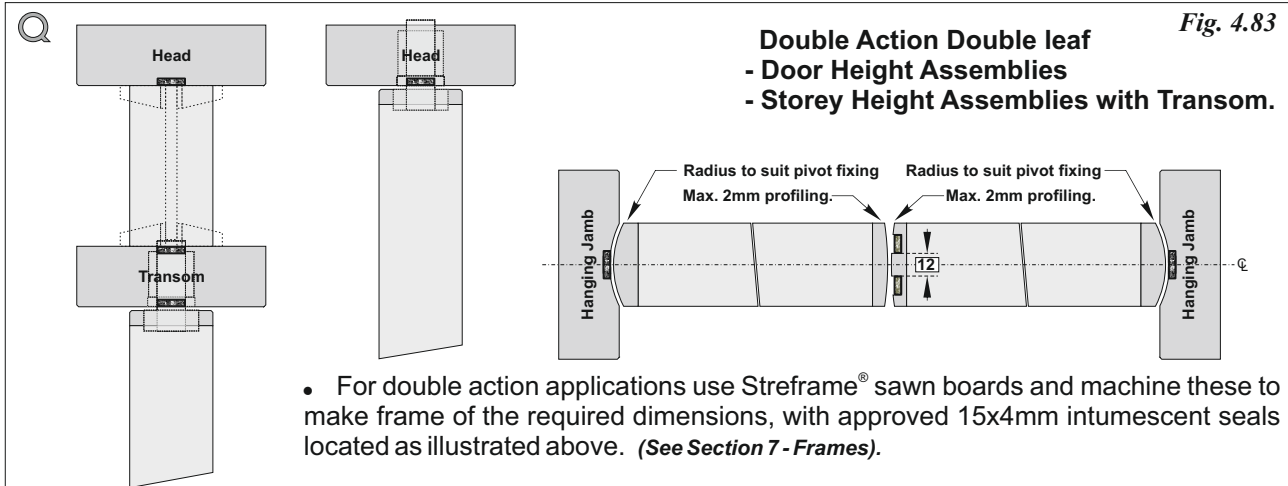 Q
Fig. 4.83
Head
Head
Transom
Double Action Double leaf
- Door Height Assemblies
- Storey Height Assemblies with Transom.
Radius to suit pivot fixing
Radius to suit pivot fixing
Max. 2mm profiling.
Max. 2mm profiling.
Hanging Jamb
12
Hanging Jamb
℄
• For double action applications use Streframe® sawn boards and machine these to
make frame of the required dimensions, with approved 15x4mm intumescent seals
located as illustrated above. (See Section 7 - Frames).